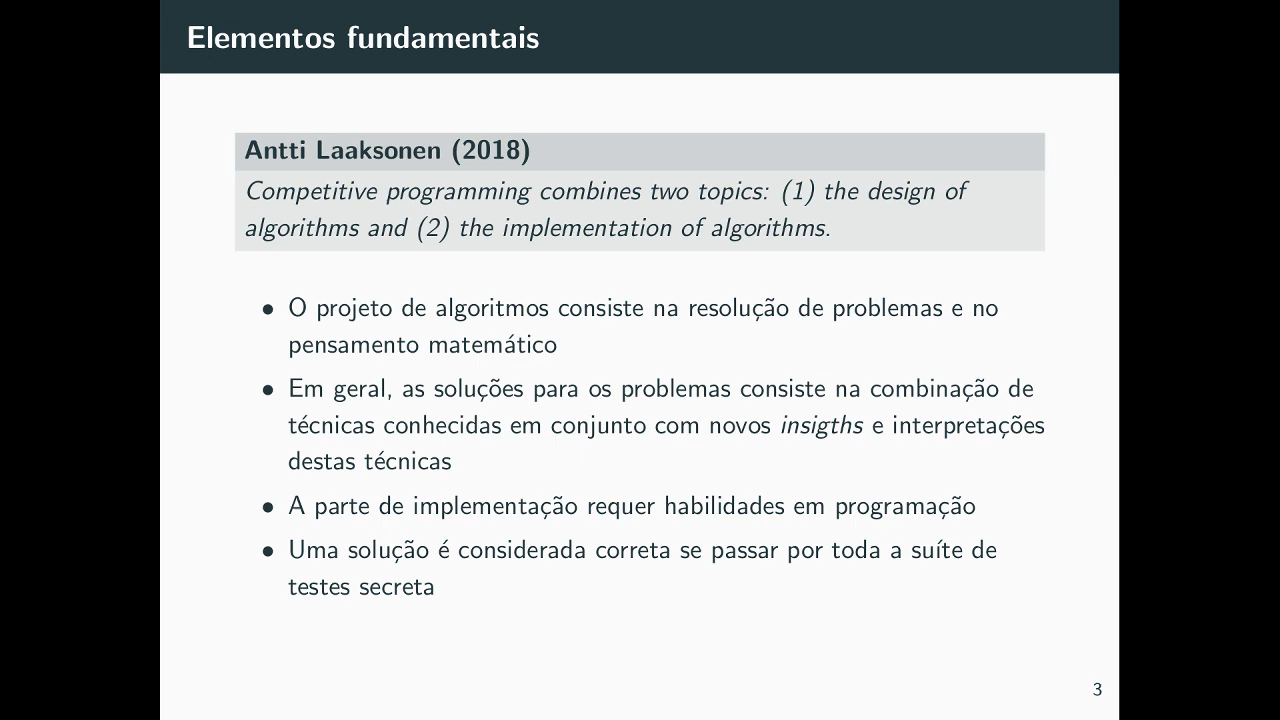 Elementos fundamentais
Antti Laaksonen (2018)
Competitive programming combines two topics: (1) the design of
algorithms and (2) the implementation of algorithms.
• O projeto de algoritmos consiste na resolução de problemas e no
pensamento matemático
• Em geral, as soluções para os problemas consiste na combinação de
técnicas conhecidas em conjunto com novos insigths e interpretações
destas técnicas
• A parte de implementação requer habilidades em programação
• Uma solução é considerada correta se passar por toda a suíte de
testes secreta
3